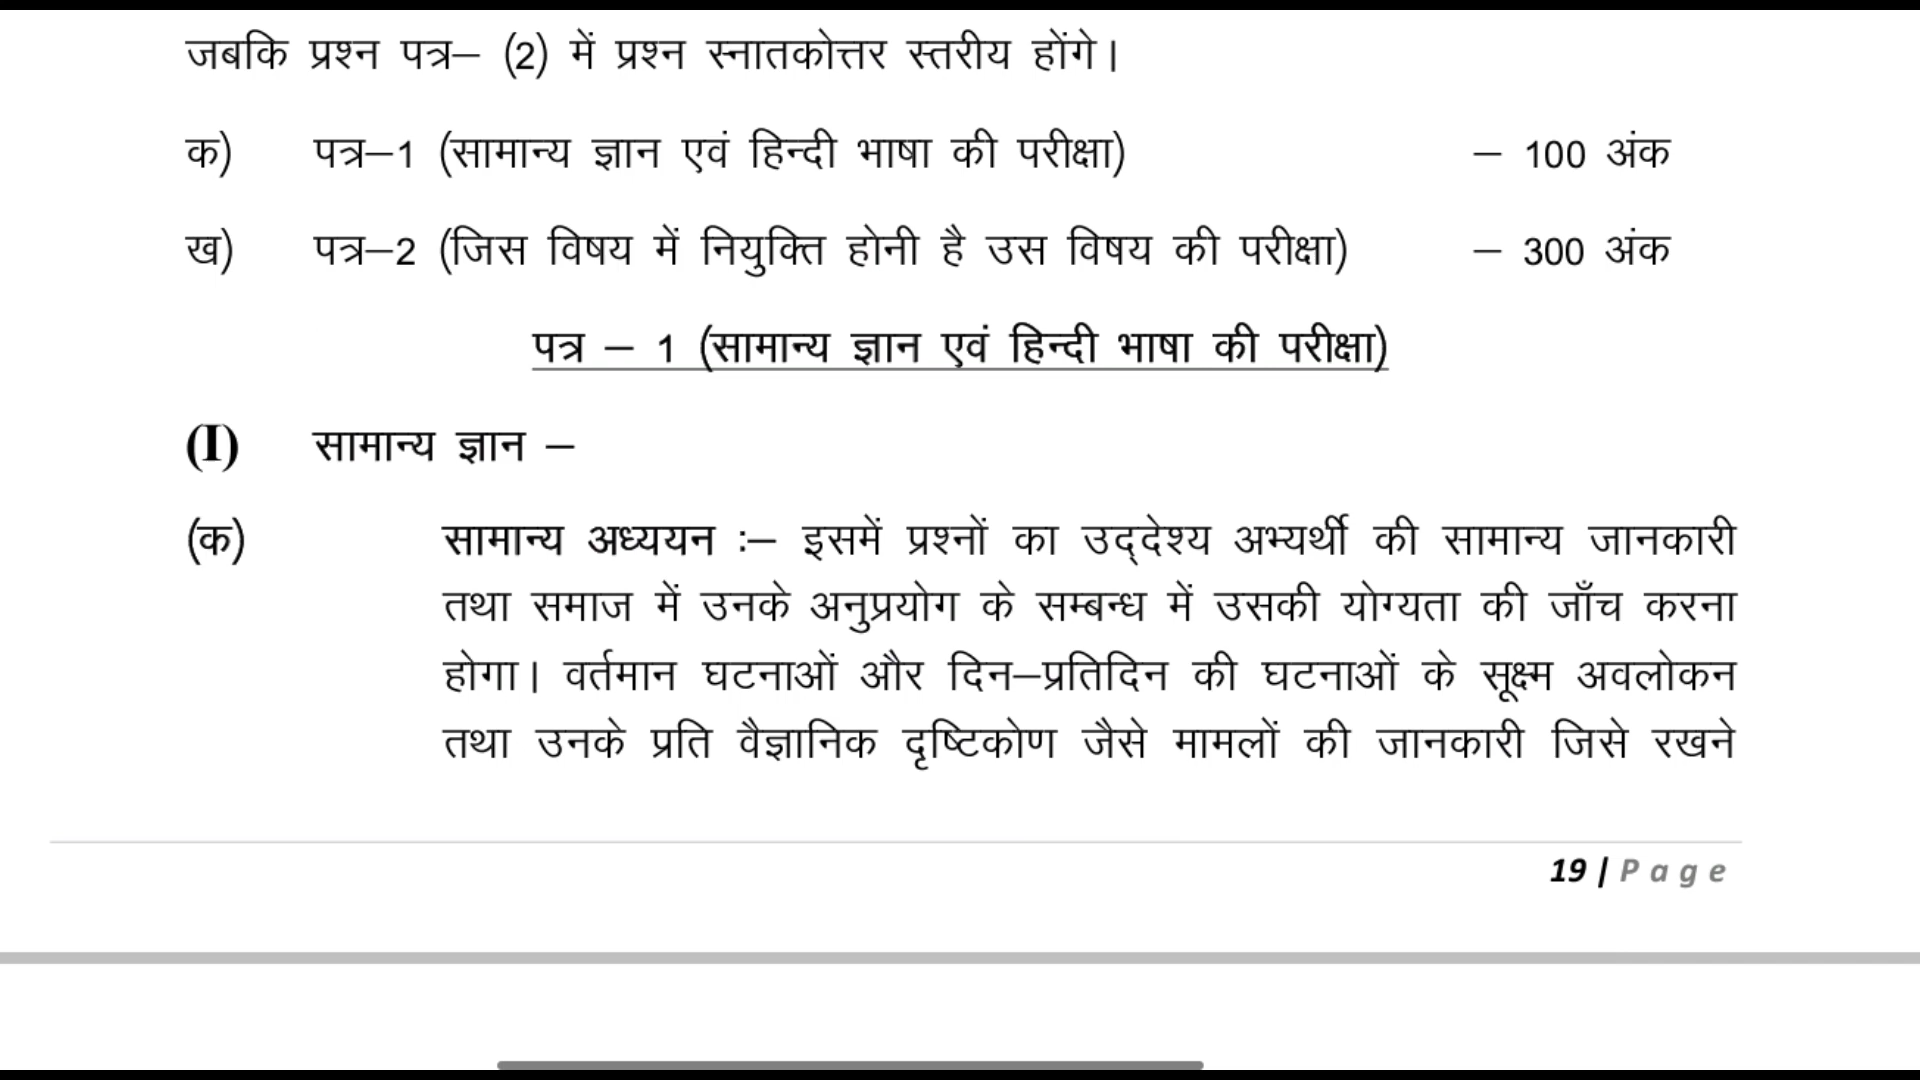 जबकि प्रश्न पत्र– (2) में प्रश्न स्नातकोत्तर स्तरीय होंगे।
क) पत्र–1 (सामान्य ज्ञान एवं हिन्दी भाषा की परीक्षा) – 100 अंक
ख) पत्र–2 (जिस विषय में नियुक्ति होनी है उस विषय की परीक्षा) – 300 अंक
पत्र – 1 (सामान्य ज्ञान एवं हिन्दी भाषा की परीक्षा)
(I) सामान्य ज्ञान –
(क) सामान्य अध्ययन :– इसमें प्रश्नों का उद्देश्य अभ्यर्थी की सामान्य जानकारी
तथा समाज में उनके अनुप्रयोग के सम्बन्ध में उसकी योग्यता की जाँच करना
होगा। वर्तमान घटनाओं और दिन–प्रतिदिन की घटनाओं के सूक्ष्म अवलोकन
तथा उनके प्रति वैज्ञानिक दृष्टिकोण जैसे मामलों की जानकारी जिसे रखने
19 | Page